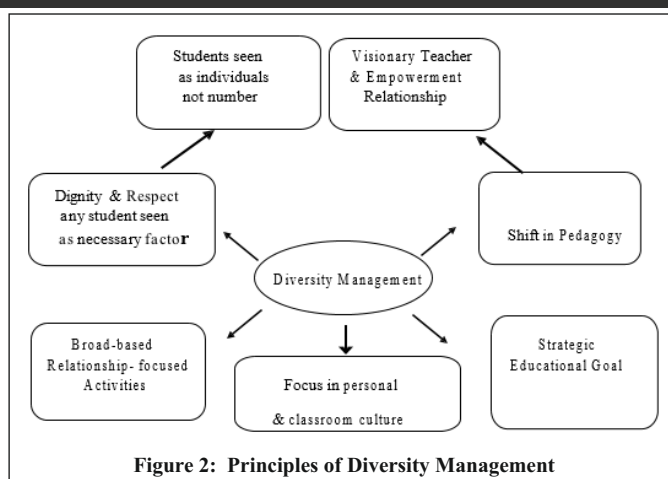 Students seen
as individuals
not number
Visionary Teacher
& Empowerment
Relationship
Dignity & Respect
any student seen
as necessary factor
Shift in Pedagogy
Diversity Management
Broad-based
Relationship- focused
Activities
Focus in personal
& classroom culture
Strategic
Educational Goal
Figure 2: Principles of Diversity Management